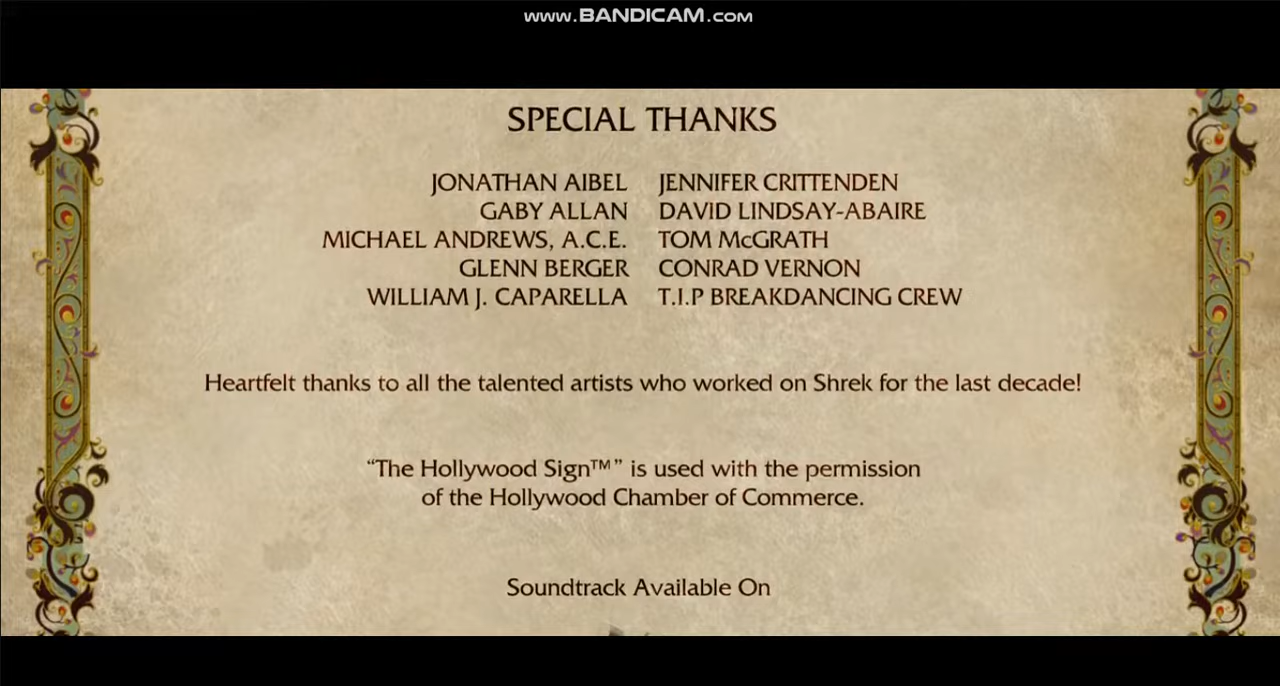 www.BANDICAM.com
SPECIAL THANKS
JONATHAN AIBEL JENNIFER CRITTENDEN
GABY ALLAN DAVID LINDSAY-ABAIRE
MICHAEL ANDREWS, A.C.E. TOM McGRATH
GLENN BERGER CONRAD VERNON
WILLIAM J. CAPARELLA T.I.P BREAKDANCING CREW
Heartfelt thanks to all the talented artists who worked on Shrek for the last decade!
“The Hollywood Sign™” is used with the permission
of the Hollywood Chamber of Commerce.
Soundtrack Available On